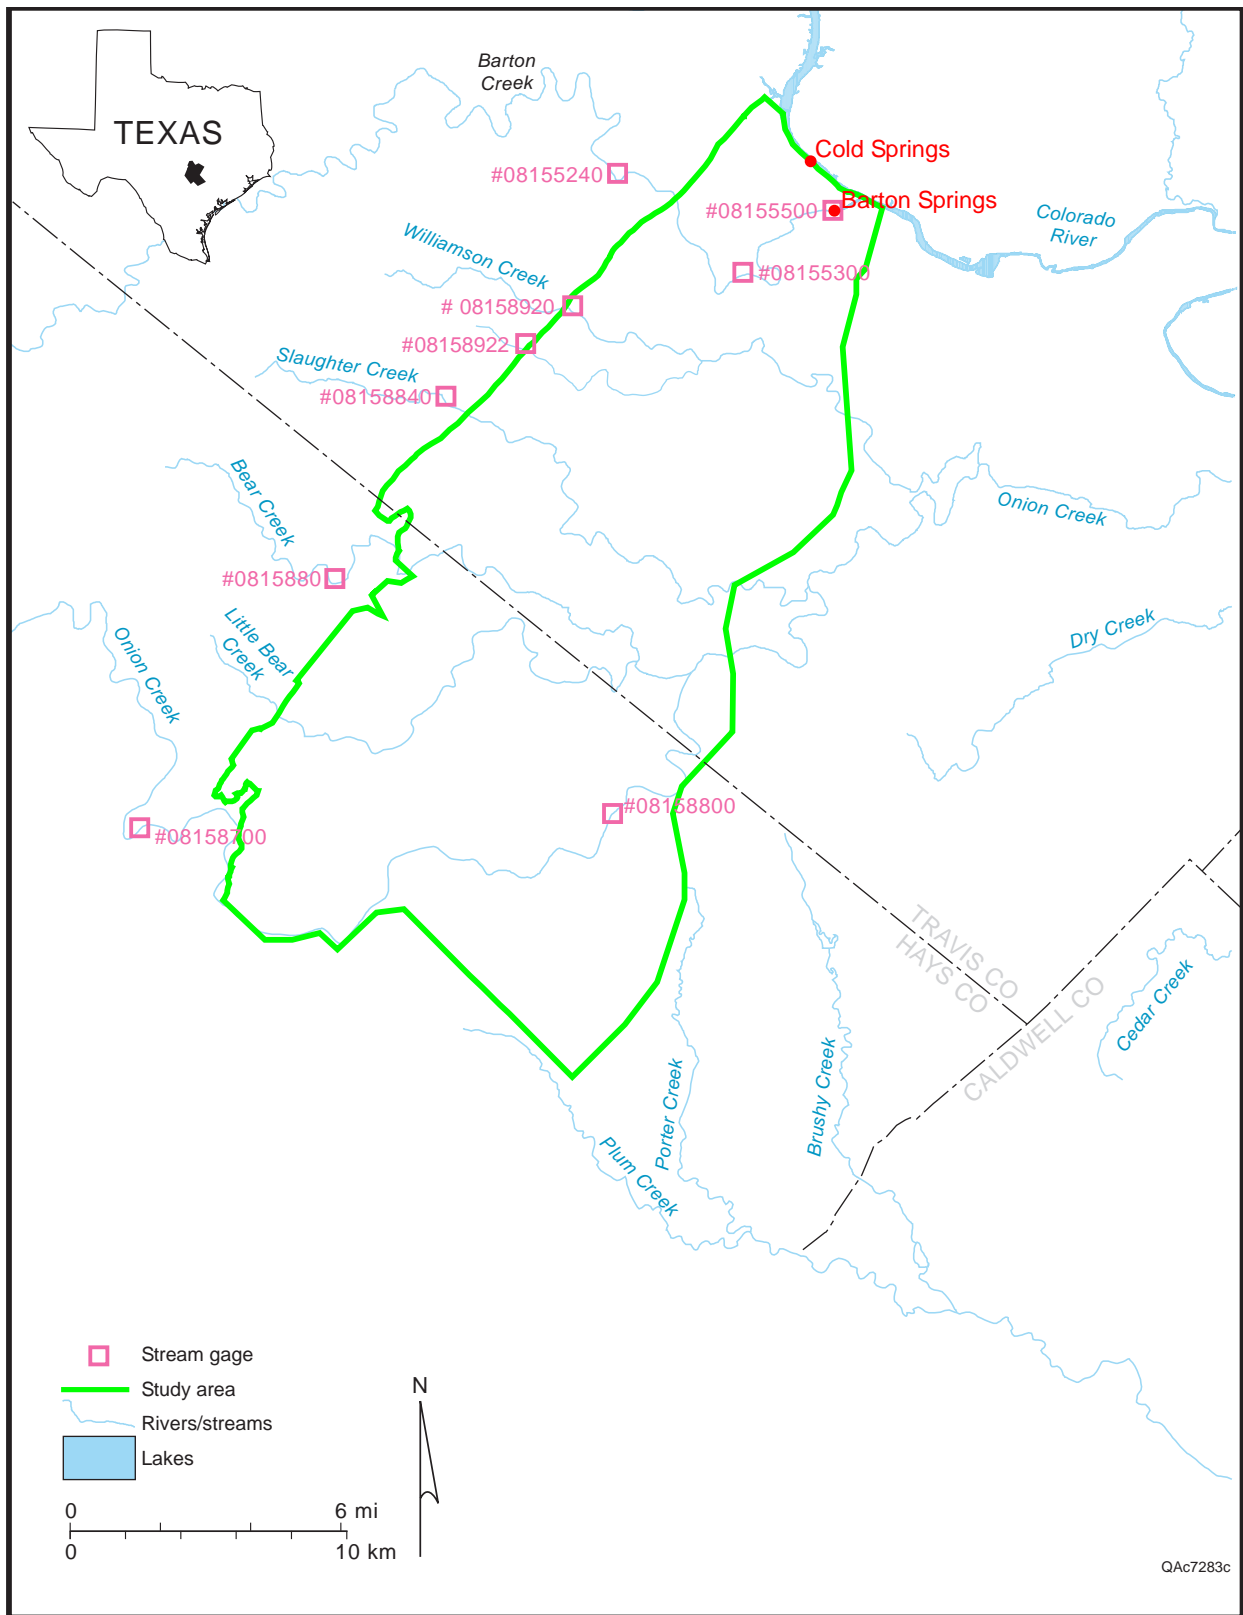 Barton
Creek
TEXAS
Cold Springs
#08155240
Barton Springs
#08155500
Colorado
River
Williamson Creek
#08155300
# 08158920
#08158922
Slaughter Creek
#08158840
Bear Creek
Onion Creek
#0815880
Little Bear
Creek
Dry Creek
Onion Creek
#08158800
#08158700
TRAVIS CO
HAYS CO
CALDWELL CO
Cedar Creek
Brushy Creek
Porter Creek
Plum Creek
Stream gage
Study area
Rivers/streams
Lakes
N
0 6 mi
0 10 km
QAc7283c